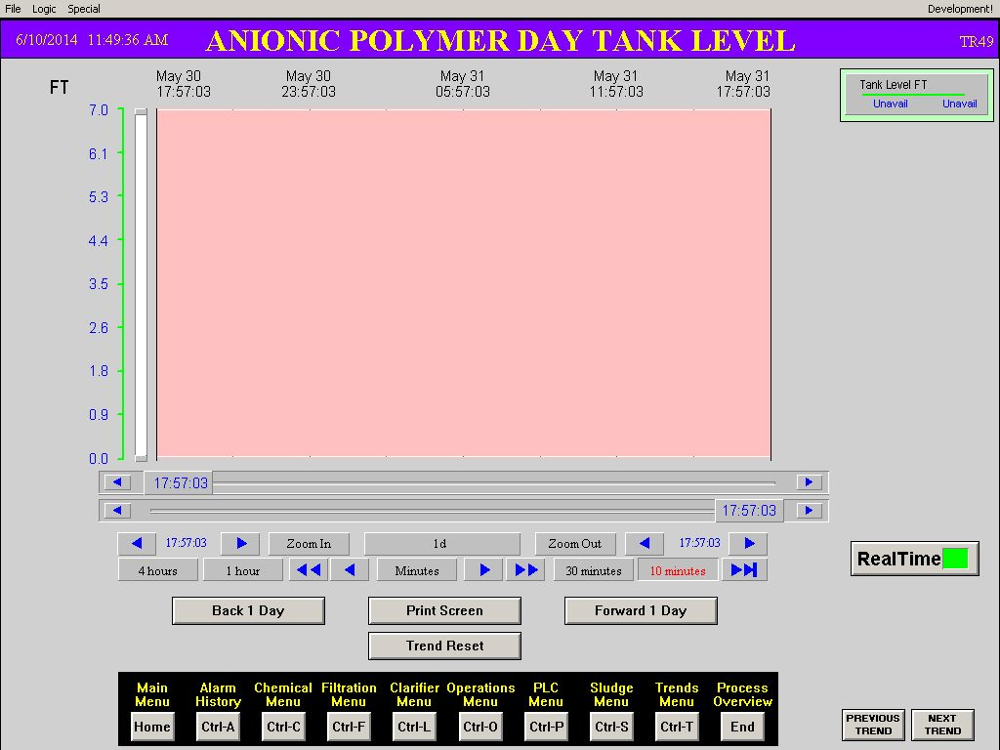 File Logic Special Development!
6/10/2014 11:49:36 AM ANIONIC POLYMER DAY TANK LEVEL TR49
FT
May 30 May 30 May 31 May 31 May 31
17:57:03 23:57:03 05:57:03 11:57:03 17:57:03
Tank Level FT
Unavail Unavail
7.0
6.1
5.3
4.4
3.5
2.6
1.8
0.9
0.0
17:57:03
17:57:03
17:57:03 Zoom In 1d Zoom Out 17:57:03
4 hours 1 hour Minutes 30 minutes 10 minutes
RealTime
Back 1 Day Print Screen Forward 1 Day
Trend Reset
Main Alarm Chemical Filtration Clarifier Operations PLC Sludge Trends Process
Menu History Menu Menu Menu Menu Menu Menu Menu Overview
Home Ctrl-A Ctrl-C Ctrl-F Ctrl-L Ctrl-O Ctrl-P Ctrl-S Ctrl-T End
PREVIOUS NEXT
TREND TREND